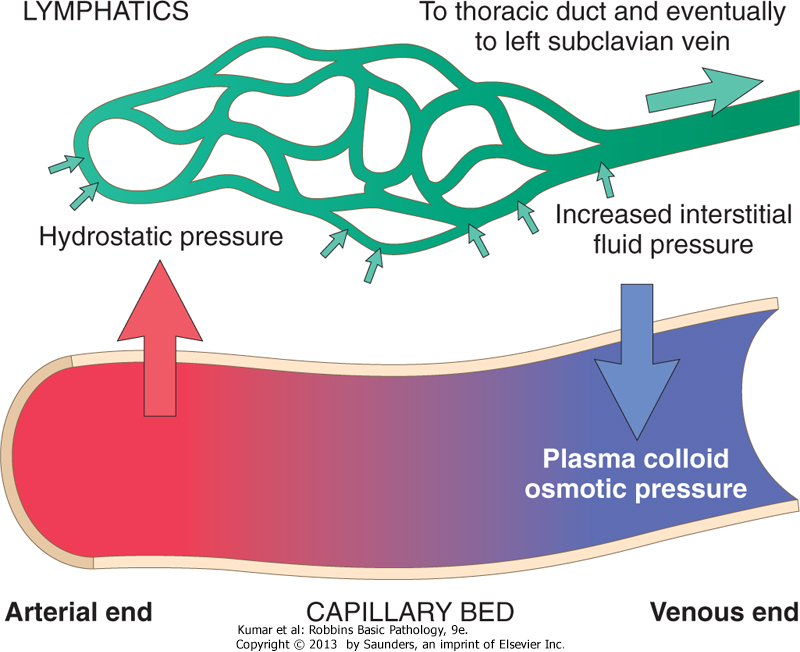 LYMPHATICS
To thoracic duct and eventually
to left subclavian vein
Hydrostatic pressure
Increased interstitial
fluid pressure
Plasma colloid
osmotic pressure
Arterial end
CAPILLARY BED
Venous end
Kumar et al: Robbins Basic Pathology, 9e.
Copyright © 2013 by Saunders, an imprint of Elsevier Inc.